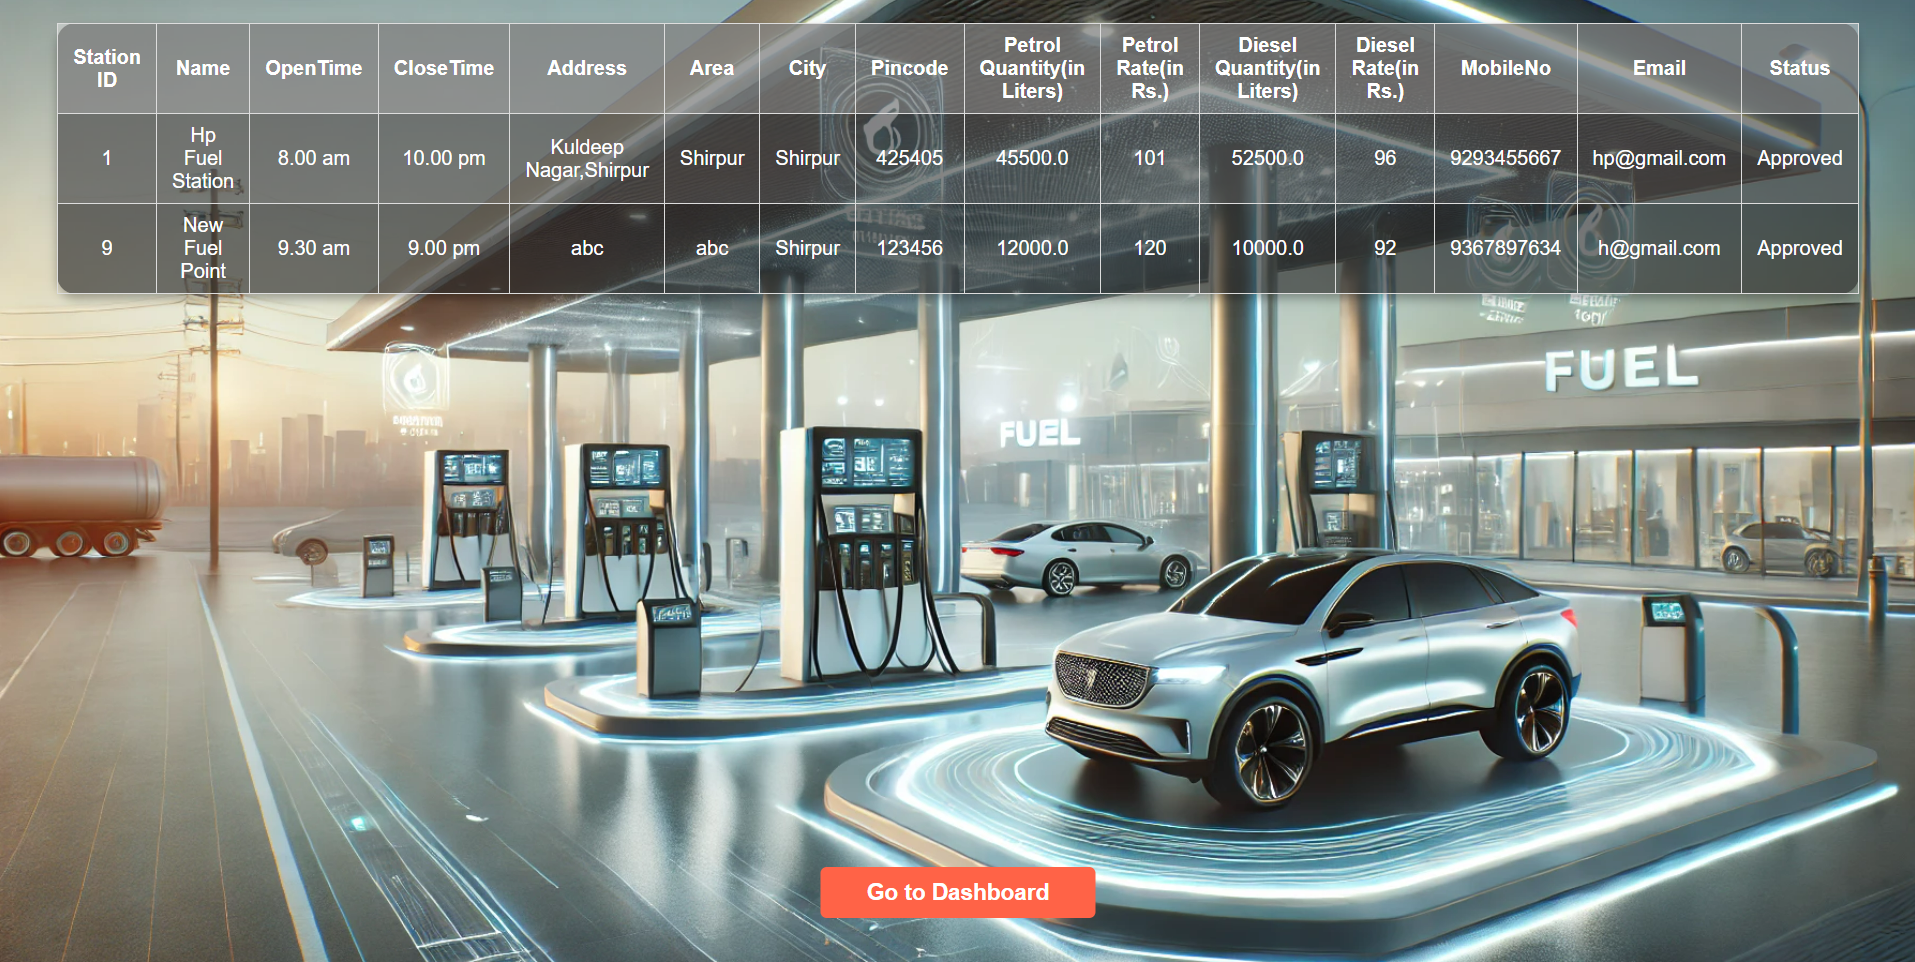 Station ID Name OpenTime CloseTime Address Area City Pincode Petrol Quantity(in Liters) Petrol Rate(in Rs.) Diesel Quantity(in Liters) Diesel Rate(in Rs.) MobileNo Email Status
1 Hp Fuel Station 8.00 am 10.00 pm Kuldeep Nagar,Shirpur Shirpur Shirpur 425405 45500.0 101 52500.0 96 9293455667 hp@gmail.com Approved
9 New Fuel Point 9.30 am 9.00 pm abc abc Shirpur 123456 12000.0 120 10000.0 92 9367897634 h@gmail.com Approved
FUEL
FUEL
Go to Dashboard